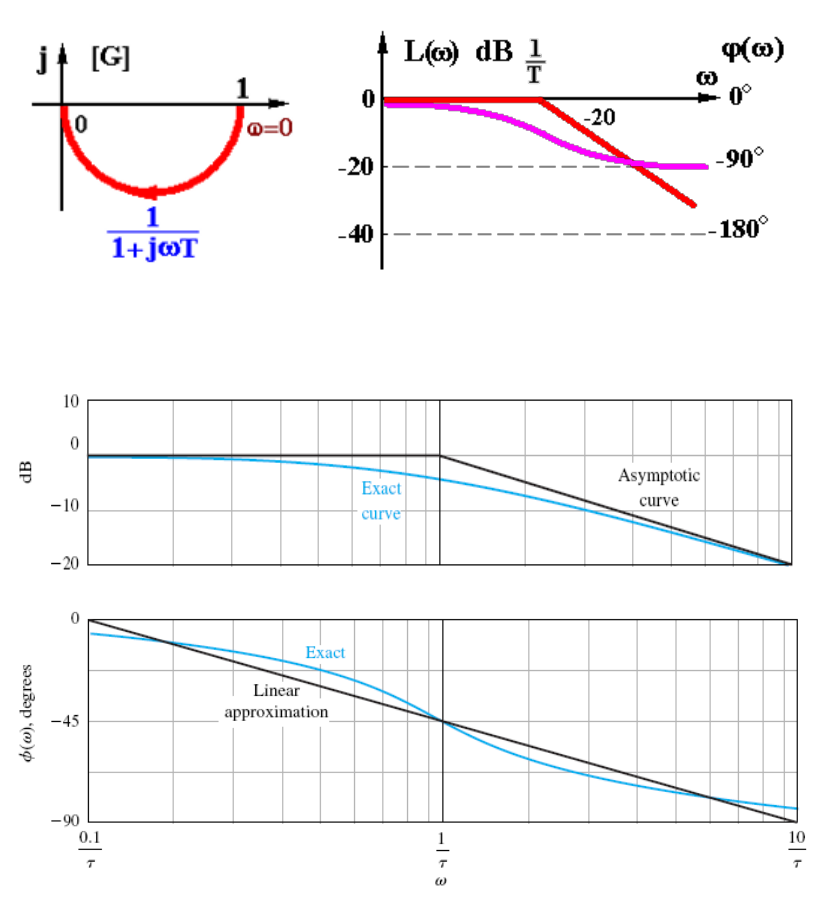 j [G]
1
0
ω=0
1
1+jωT
L(ω) dB 1/T
φ(ω)
ω
0 0°
-20
-20 -90°
-40 -180°
10
0
dB
−10
−20
Exact
curve
Asymptotic
curve
0
Exact
Linear
approximation
ϕ(ω), degrees
−45
−90
0.1 1 10
τ τ τ
ω